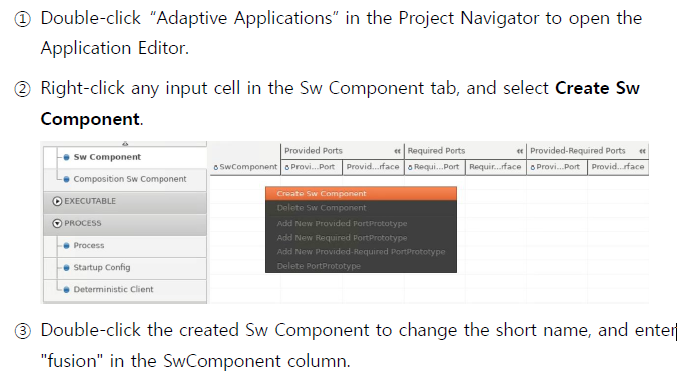 ① Double-click “Adaptive Applications” in the Project Navigator to open the
Application Editor.
② Right-click any input cell in the Sw Component tab, and select Create Sw
Component.
Sw Component
Composition Sw Component
EXECUTABLE
PROCESS
Process
Startup Config
Deterministic Client
Provided Ports « Required Ports « Provided-Required Ports «
SwComponent Provi...Port Provid...rface Requi...Port Requir...rface Provi...Port Provid...rface
Create Sw Component
Delete Sw Component
Add New Provided PortPrototype
Add New Required PortPrototype
Add New Provided-Required PortPrototype
Delete PortPrototype
③ Double-click the created Sw Component to change the short name, and enter
"fusion" in the SwComponent column.